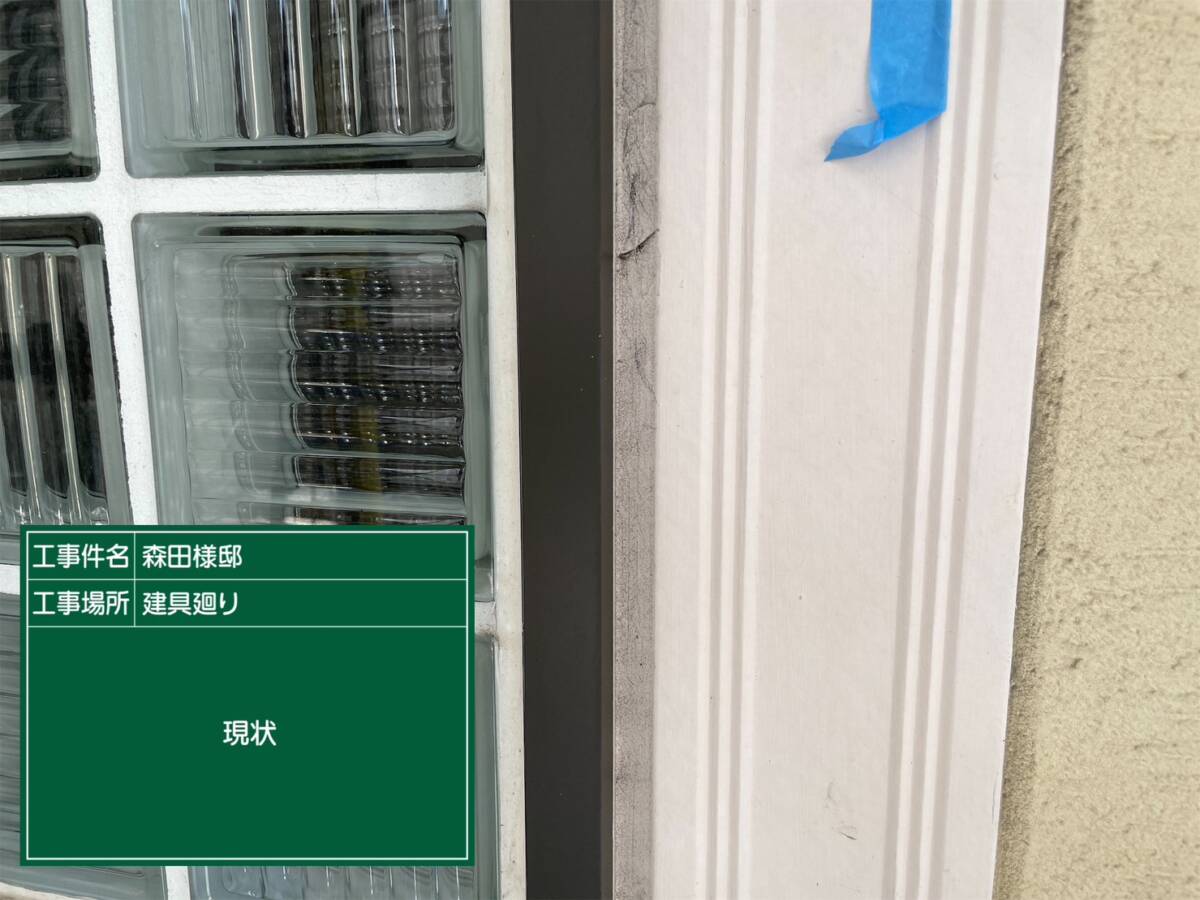 工事件名 森田様邸
工事場所 建具廻り
現状